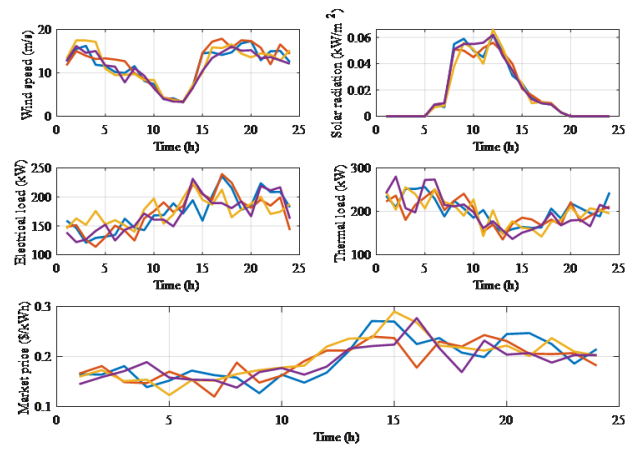 Wind speed (m/s)
20
10
0
0 5 10 15 20 25
Time (h)
Solar radiation (kW/m 2)
0.06
0.04
0.02
0
0 5 10 15 20 25
Time (h)
Electrical load (kW)
250
200
150
100
0 5 10 15 20 25
Time (h)
Thermal load (kW)
300
200
100
0 5 10 15 20 25
Time (h)
Market price ($/kWh)
0.3
0.2
0.1
0 5 10 15 20 25
Time (h)